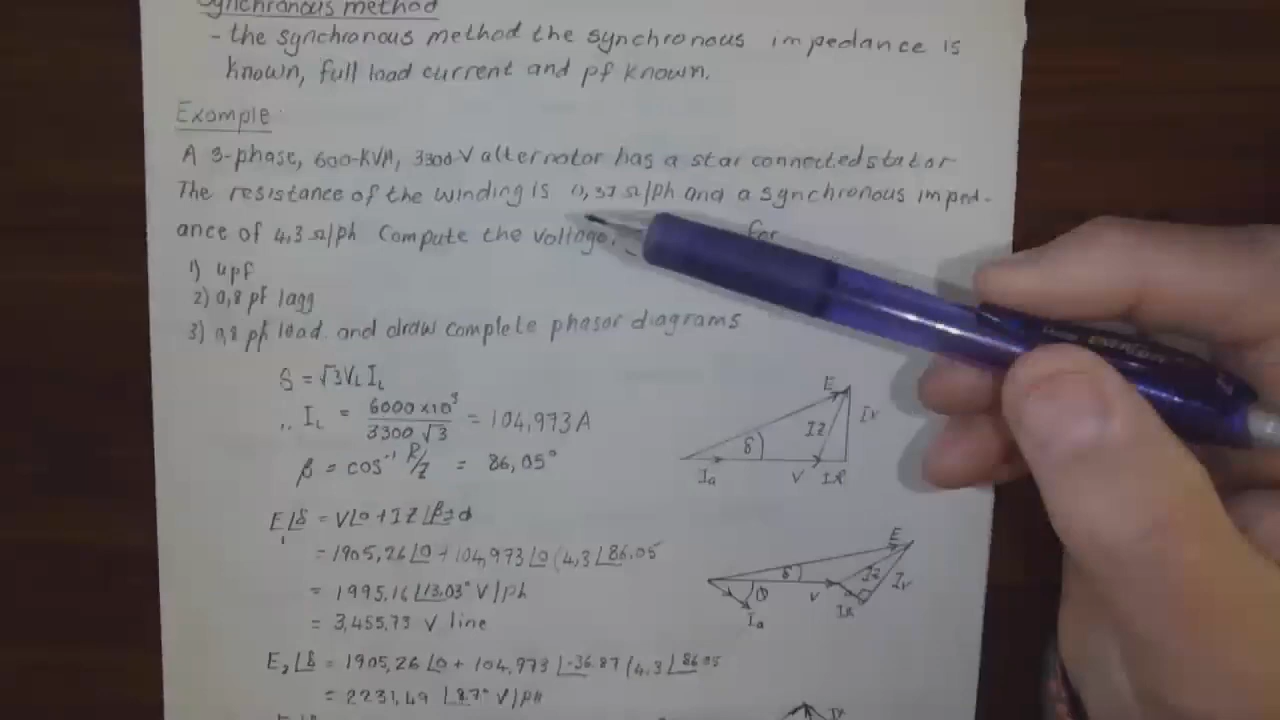 Synchronous method
- the synchronous method the synchronous impedance is
known, full load current and pf known.
Example
A 3-phase, 600-KVA, 3300-V alternator has a star connected stator
The resistance of the winding is 0,37 Ω/ph and a synchronous imped-
ance of 4,3 Ω/ph Compute the voltage, for
1) upf
2) 0,8 pf lagg
3) 0,8 pf lead. and draw complete phasor diagrams
S = √3 V_L I_L
∴ I_L = 6000 ×10³ / 3300 √3 = 104,973 A
β = cos⁻¹ R/Z = 86,05°
E
IZ
δ
Ia
V
IR
E₁∠δ = V∠0 + IZ∠β±
= 1905,26∠0 + 104,973∠0 (4,3∠86.05
= 1995.16∠13.03° V/ph
= 3,455.73 V line
E
δ
IZ
V
Ia
IR
E₂∠δ = 1905,26∠0 + 104,973∠-36.87 (4,3∠86.05
= 2231,49∠8.7° V/ph